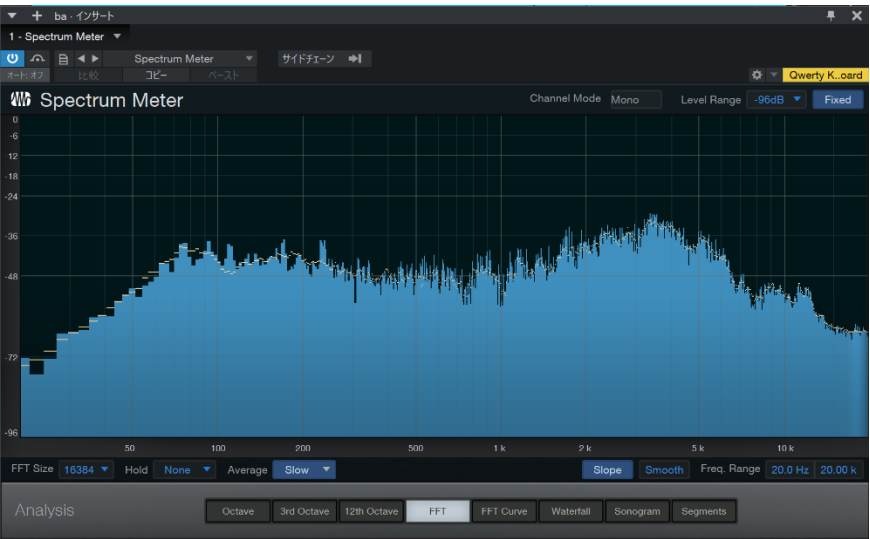 ba - インサート
1 - Spectrum Meter
Spectrum Meter サイドチェーン
オート: オフ 比較 コピー ペースト Qwerty K..oard
Spectrum Meter Channel Mode Mono Level Range -96dB Fixed
0
-6
-12
-18
-24
-36
-48
-72
-96
50 100 200 500 1 k 2 k 5 k 10 k
FFT Size 16384 Hold None Average Slow Slope Smooth Freq. Range 20.0 Hz 20.00 k
Analysis Octave 3rd Octave 12th Octave FFT FFT Curve Waterfall Sonogram Segments